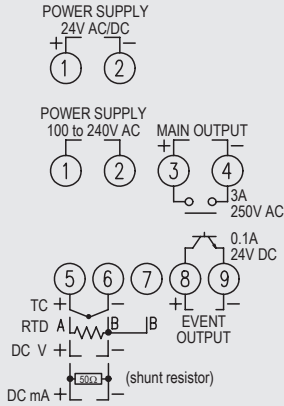 POWER SUPPLY
24V AC/DC
+ −
1 2
POWER SUPPLY
100 to 240V AC
MAIN OUTPUT
+ −
1 2 3 4
3A
250V AC
0.1A
24V DC
5 6 7 8 9
TC + −
+ −
EVENT
OUTPUT
RTD A B B
DC V + −
50Ω (shunt resistor)
DC mA + −